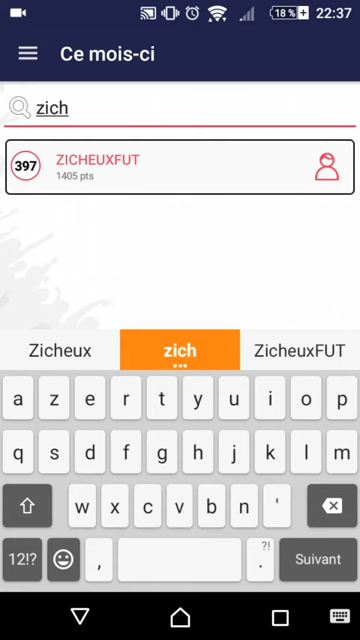 18% 22:37
Ce mois-ci
zich
397 ZICHEUXFUT
1405 pts
Zicheux zich ZicheuxFUT
a z e r t y u i o p
q s d f g h j k l m
w x c v b n '
12!? , ?! . Suivant